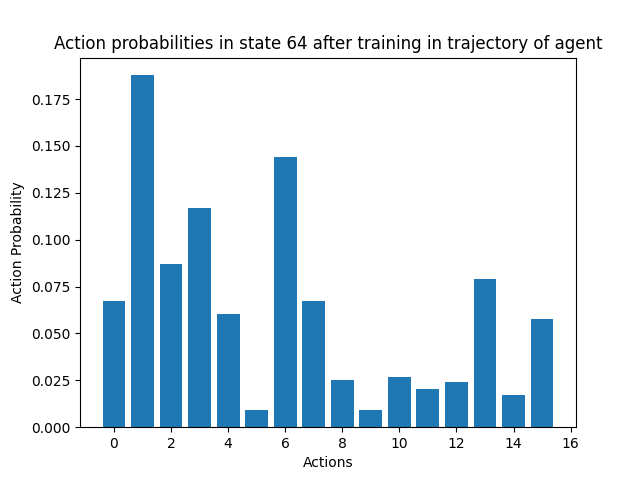 Action probabilities in state 64 after training in trajectory of agent
Action Probability
0.175
0.150
0.125
0.100
0.075
0.050
0.025
0.000
0 2 4 6 8 10 12 14 16
Actions